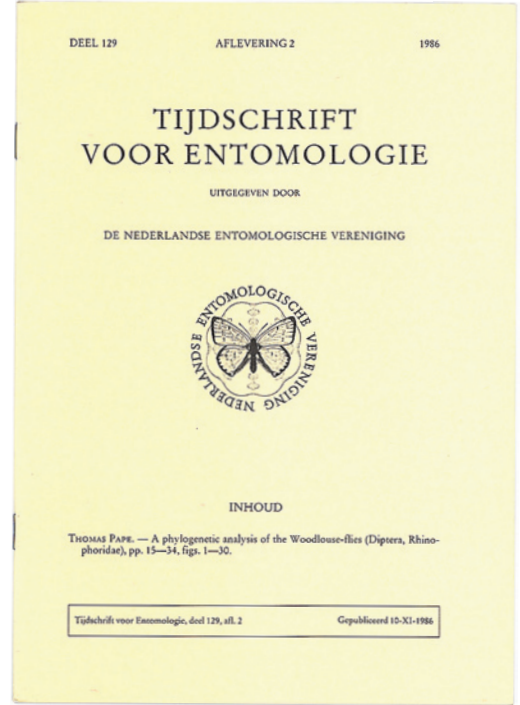 DEEL 129 AFLEVERING 2 1986
TIJDSCHRIFT
VOOR ENTOMOLOGIE
UITGEGEVEN DOOR
DE NEDERLANDSE ENTOMOLOGISCHE VERENIGING
NEDERLANDSE ENTOMOLOGISCHE VERENIGING
INHOUD
THOMAS PAPE. — A phylogenetic analysis of the Woodlouse-flies (Diptera, Rhino-
phoridae), pp. 15—34, figs. 1—30.
Tijdschrift voor Entomologie, deel 129, afl. 2 Gepubliceerd 10-XI-1986